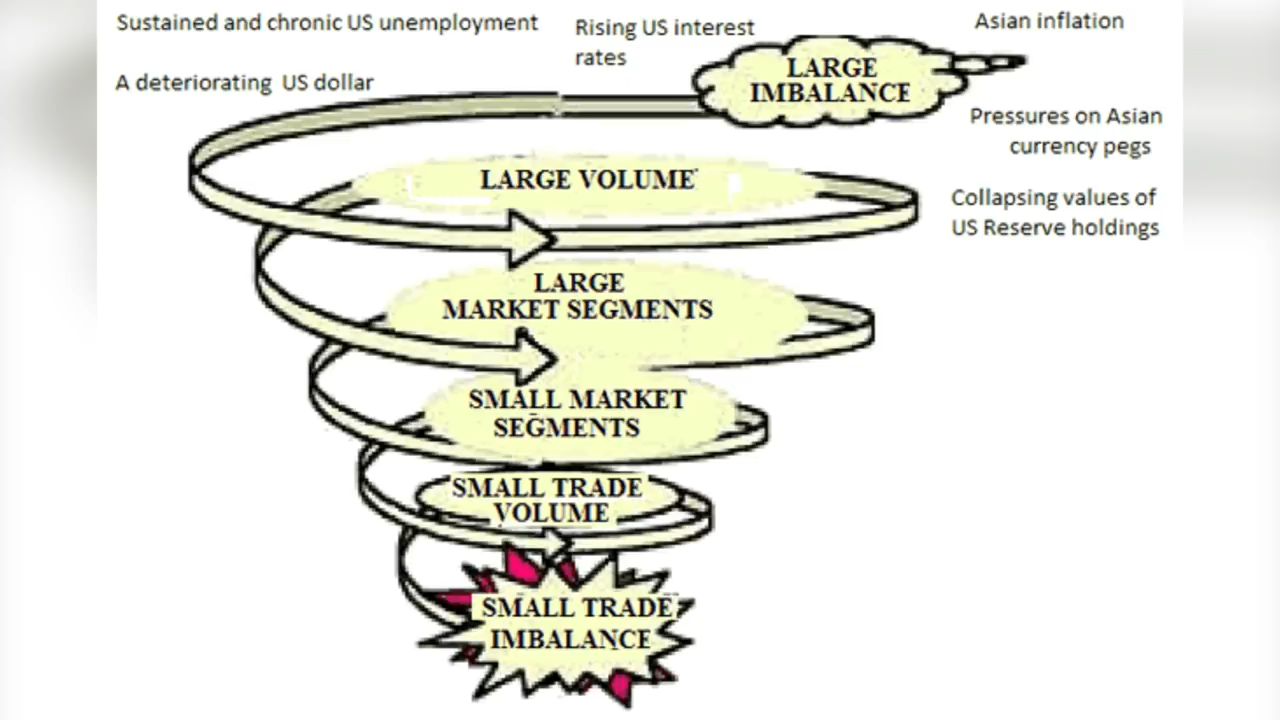 Sustained and chronic US unemployment
Rising US interest
rates
Asian inflation
A deteriorating US dollar
LARGE
IMBALANCE
Pressures on Asian
currency pegs
Collapsing values of
US Reserve holdings
LARGE VOLUME
LARGE
MARKET SEGMENTS
SMALL MARKET
SEGMENTS
SMALL TRADE
VOLUME
SMALL TRADE
IMBALANCE